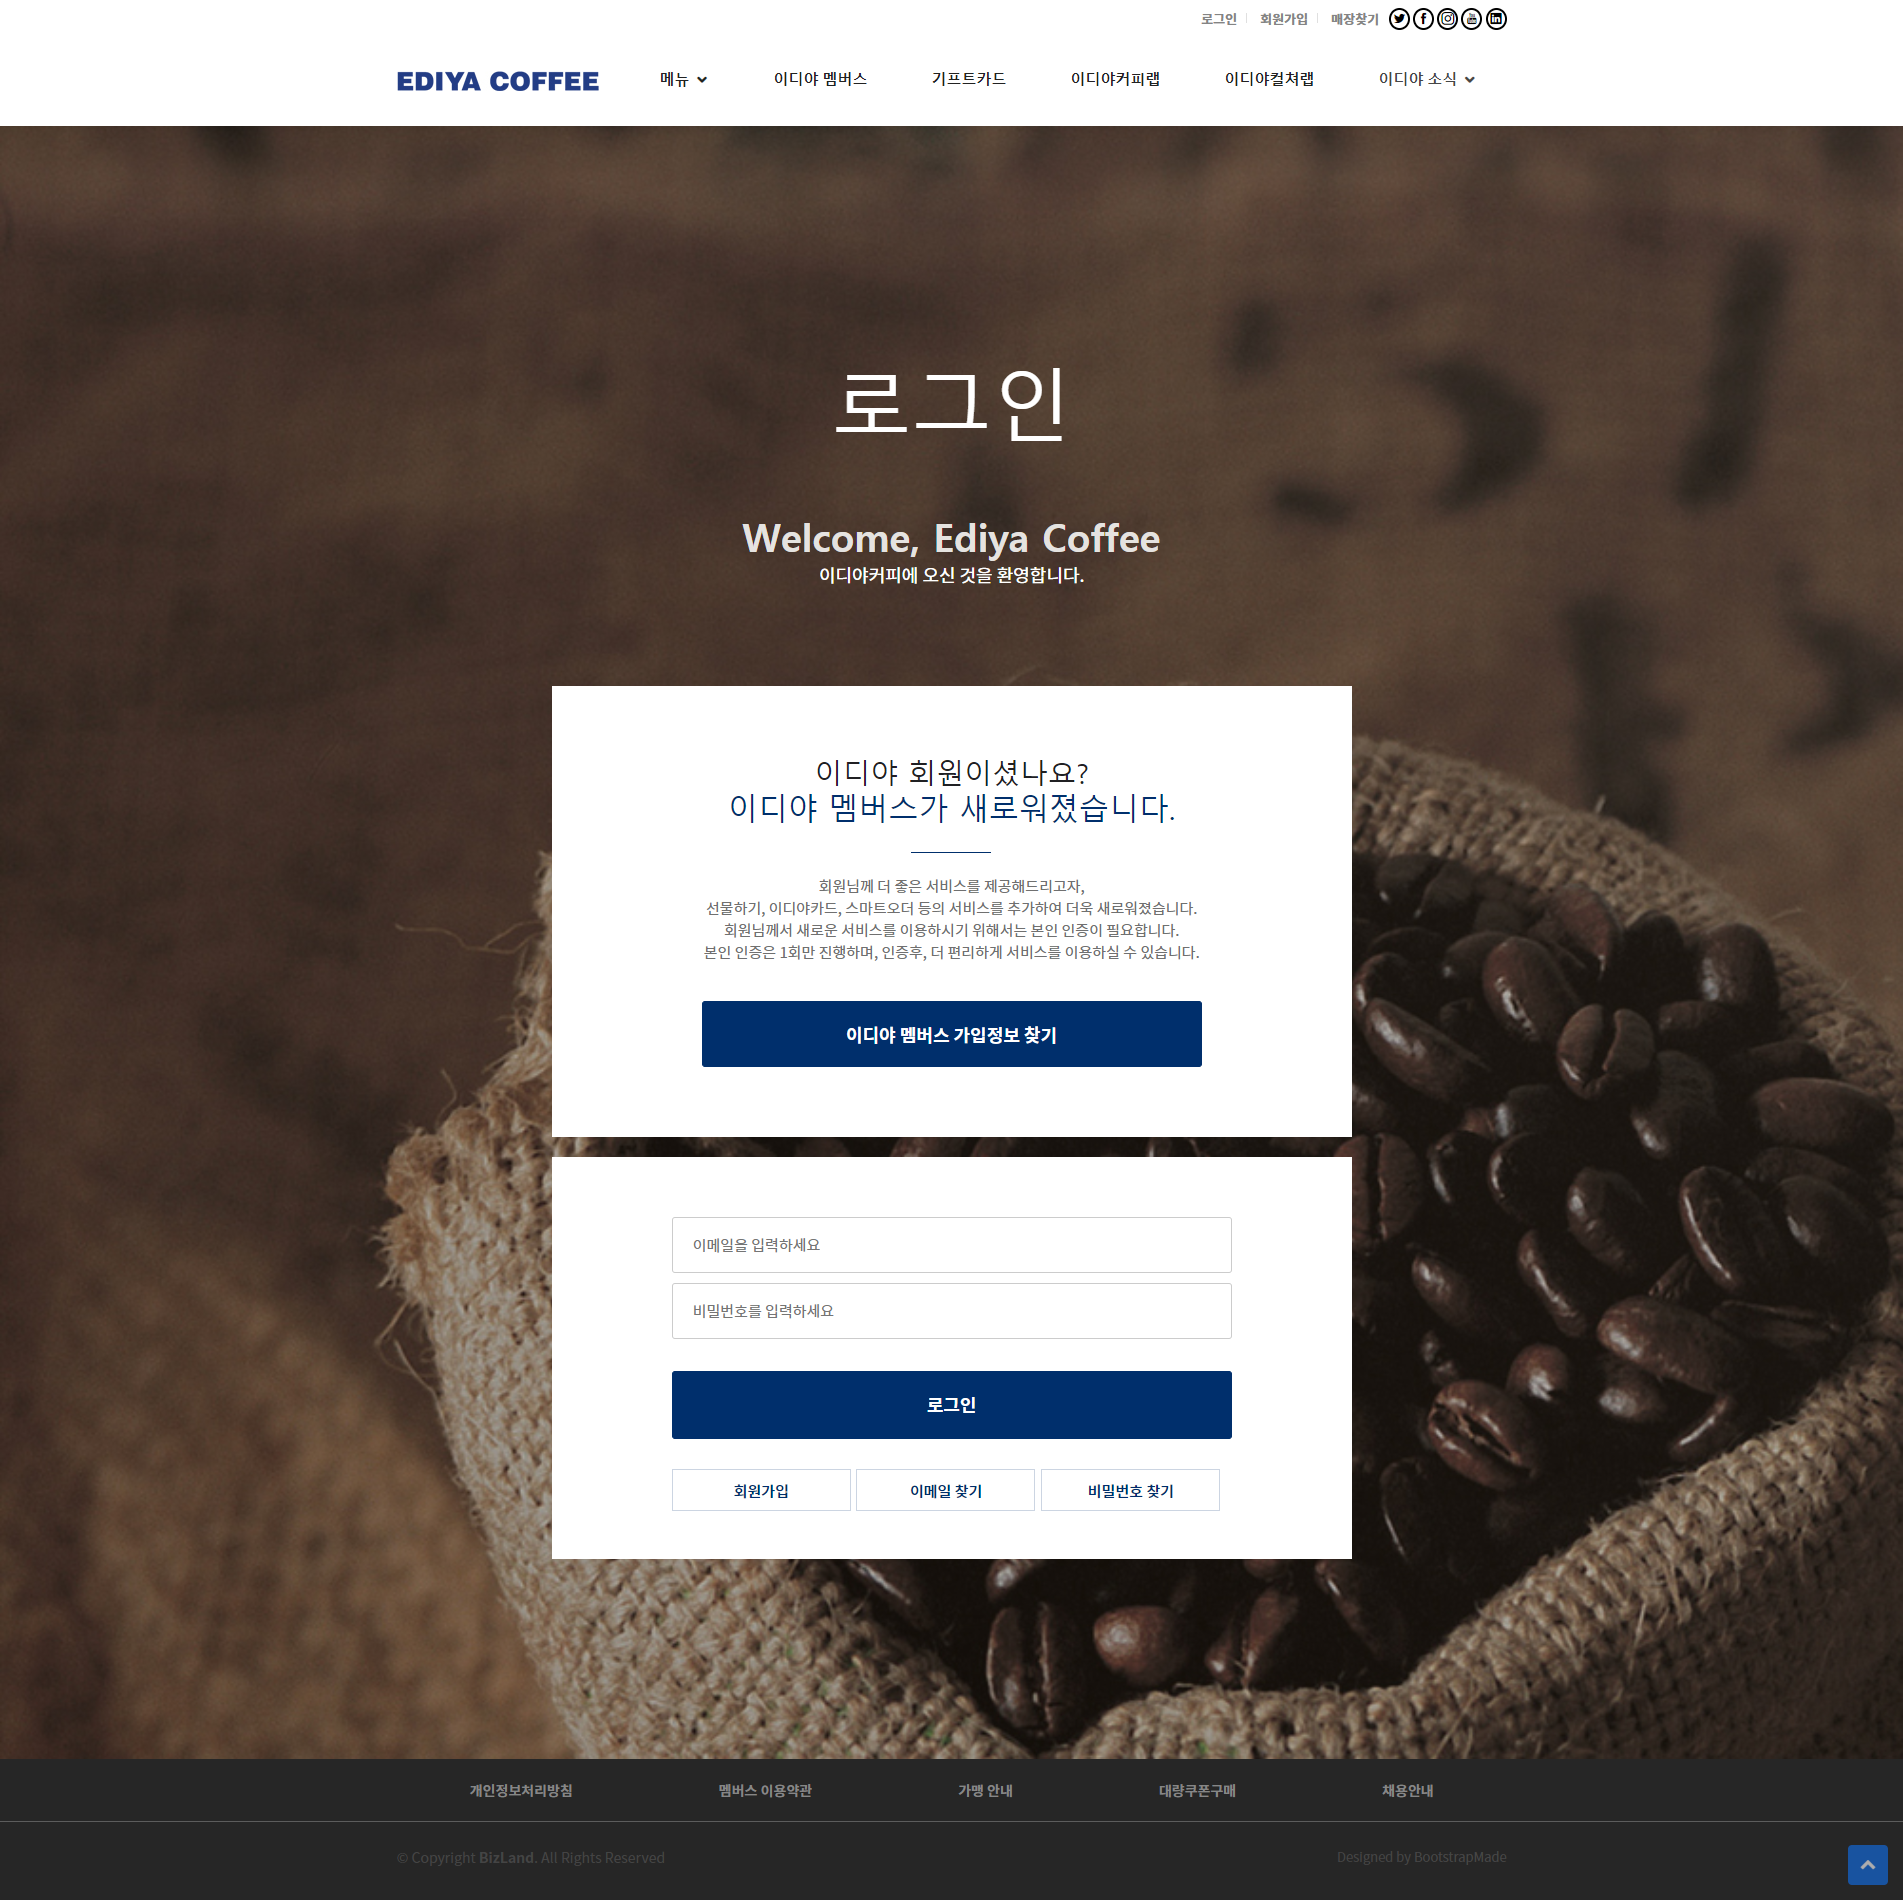 로그인
회원가입
매장찾기
EDIYA COFFEE
메뉴
이디야 멤버스
기프트카드
이디야커피랩
이디야컬처랩
이디야 소식
로그인
Welcome, Ediya Coffee
이디야커피에 오신 것을 환영합니다.
이디야 회원이셨나요?
이디야 멤버스가 새로워졌습니다.
회원님께 더 좋은 서비스를 제공해드리고자,
선물하기, 이디야카드, 스마트오더 등의 서비스를 추가하여 더욱 새로워졌습니다.
회원님께서 새로운 서비스를 이용하시기 위해서는 본인 인증이 필요합니다.
본인 인증은 1회만 진행하며, 인증후, 더 편리하게 서비스를 이용하실 수 있습니다.
이디야 멤버스 가입정보 찾기
이메일을 입력하세요
비밀번호를 입력하세요
로그인
회원가입
이메일 찾기
비밀번호 찾기
개인정보처리방침
멤버스 이용약관
가맹 안내
대량쿠폰구매
채용안내
© Copyright BizLand. All Rights Reserved
Designed by BootstrapMade